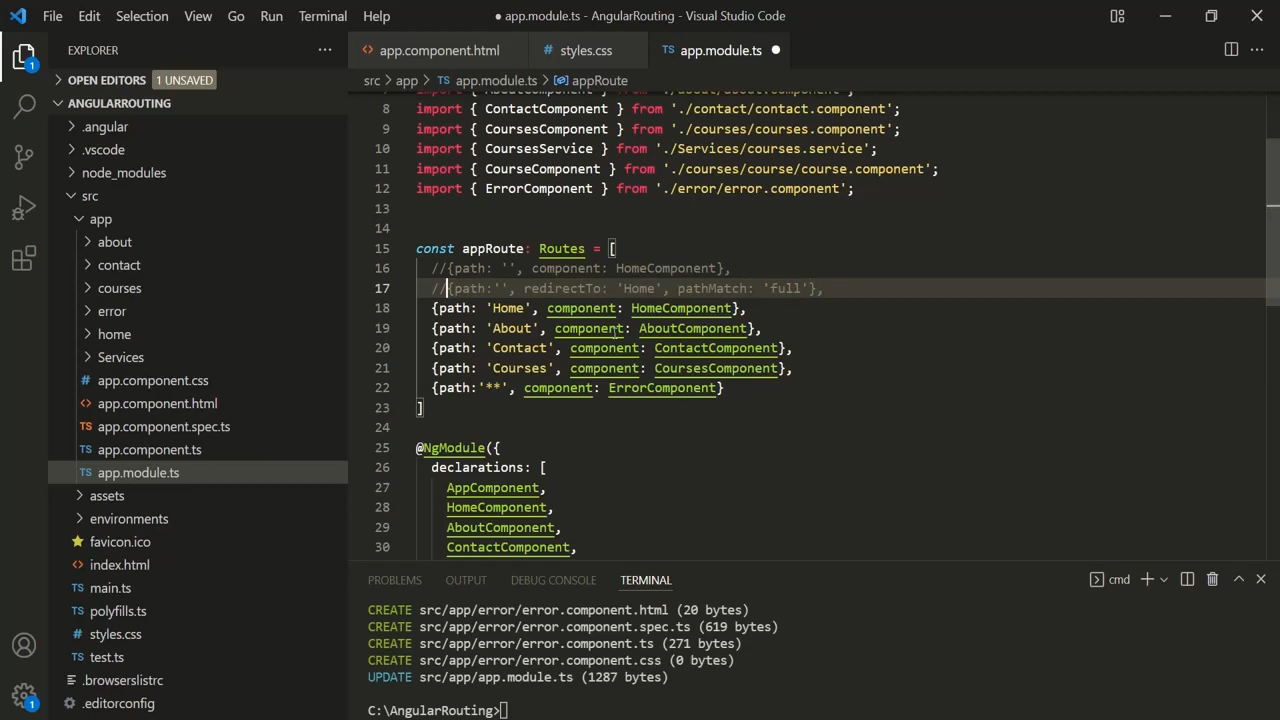 File Edit Selection View Go Run Terminal Help
● app.module.ts - AngularRouting - Visual Studio Code
EXPLORER
OPEN EDITORS 1 UNSAVED
ANGULARROUTING
.angular
.vscode
node_modules
src
app
about
contact
courses
error
home
Services
app.component.css
app.component.html
app.component.spec.ts
app.component.ts
app.module.ts
assets
environments
favicon.ico
index.html
main.ts
polyfills.ts
styles.css
test.ts
.browserslistrc
.editorconfig
1
1
app.component.html styles.css TS app.module.ts
src > app > TS app.module.ts > appRoute
8 import { ContactComponent } from './contact/contact.component';
9 import { CoursesComponent } from './courses/courses.component';
10 import { CoursesService } from './Services/courses.service';
11 import { CourseComponent } from './courses/course/course.component';
12 import { ErrorComponent } from './error/error.component';
13
14
15 const appRoute: Routes = [
16 //{path: '', component: HomeComponent},
17 //{path:'', redirectTo: 'Home', pathMatch: 'full'},
18 {path: 'Home', component: HomeComponent},
19 {path: 'About', component: AboutComponent},
20 {path: 'Contact', component: ContactComponent},
21 {path: 'Courses', component: CoursesComponent},
22 {path:'**', component: ErrorComponent}
23 ]
24
25 @NgModule({
26 declarations: [
27 AppComponent,
28 HomeComponent,
29 AboutComponent,
30 ContactComponent,
PROBLEMS OUTPUT DEBUG CONSOLE TERMINAL
cmd
CREATE src/app/error/error.component.html (20 bytes)
CREATE src/app/error/error.component.spec.ts (619 bytes)
CREATE src/app/error/error.component.ts (271 bytes)
CREATE src/app/error/error.component.css (0 bytes)
UPDATE src/app/app.module.ts (1287 bytes)
C:\AngularRouting>